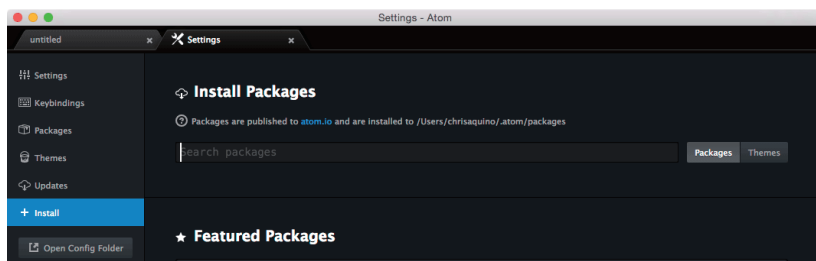 Settings - Atom
untitled
Settings
Settings
Keybindings
Packages
Themes
Updates
Install
Open Config Folder
Install Packages
Packages are published to atom.io and are installed to /Users/chrisaquino/.atom/packages
Search packages
Packages Themes
Featured Packages